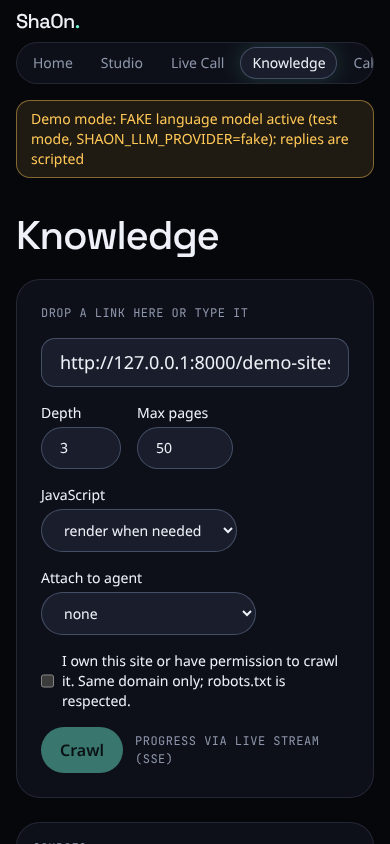 ShaOn.
Home Studio Live Call Knowledge Cal
Demo mode: FAKE language model active (test
mode, SHAON_LLM_PROVIDER=fake): replies are
scripted
Knowledge
DROP A LINK HERE OR TYPE IT
http://127.0.0.1:8000/demo-sites
Depth Max pages
3 50
JavaScript
render when needed
Attach to agent
none
I own this site or have permission to crawl
it. Same domain only; robots.txt is
respected.
Crawl
PROGRESS VIA LIVE STREAM
(SSE)